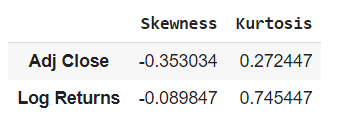 Skewness Kurtosis
Adj Close -0.353034 0.272447
Log Returns -0.089847 0.745447